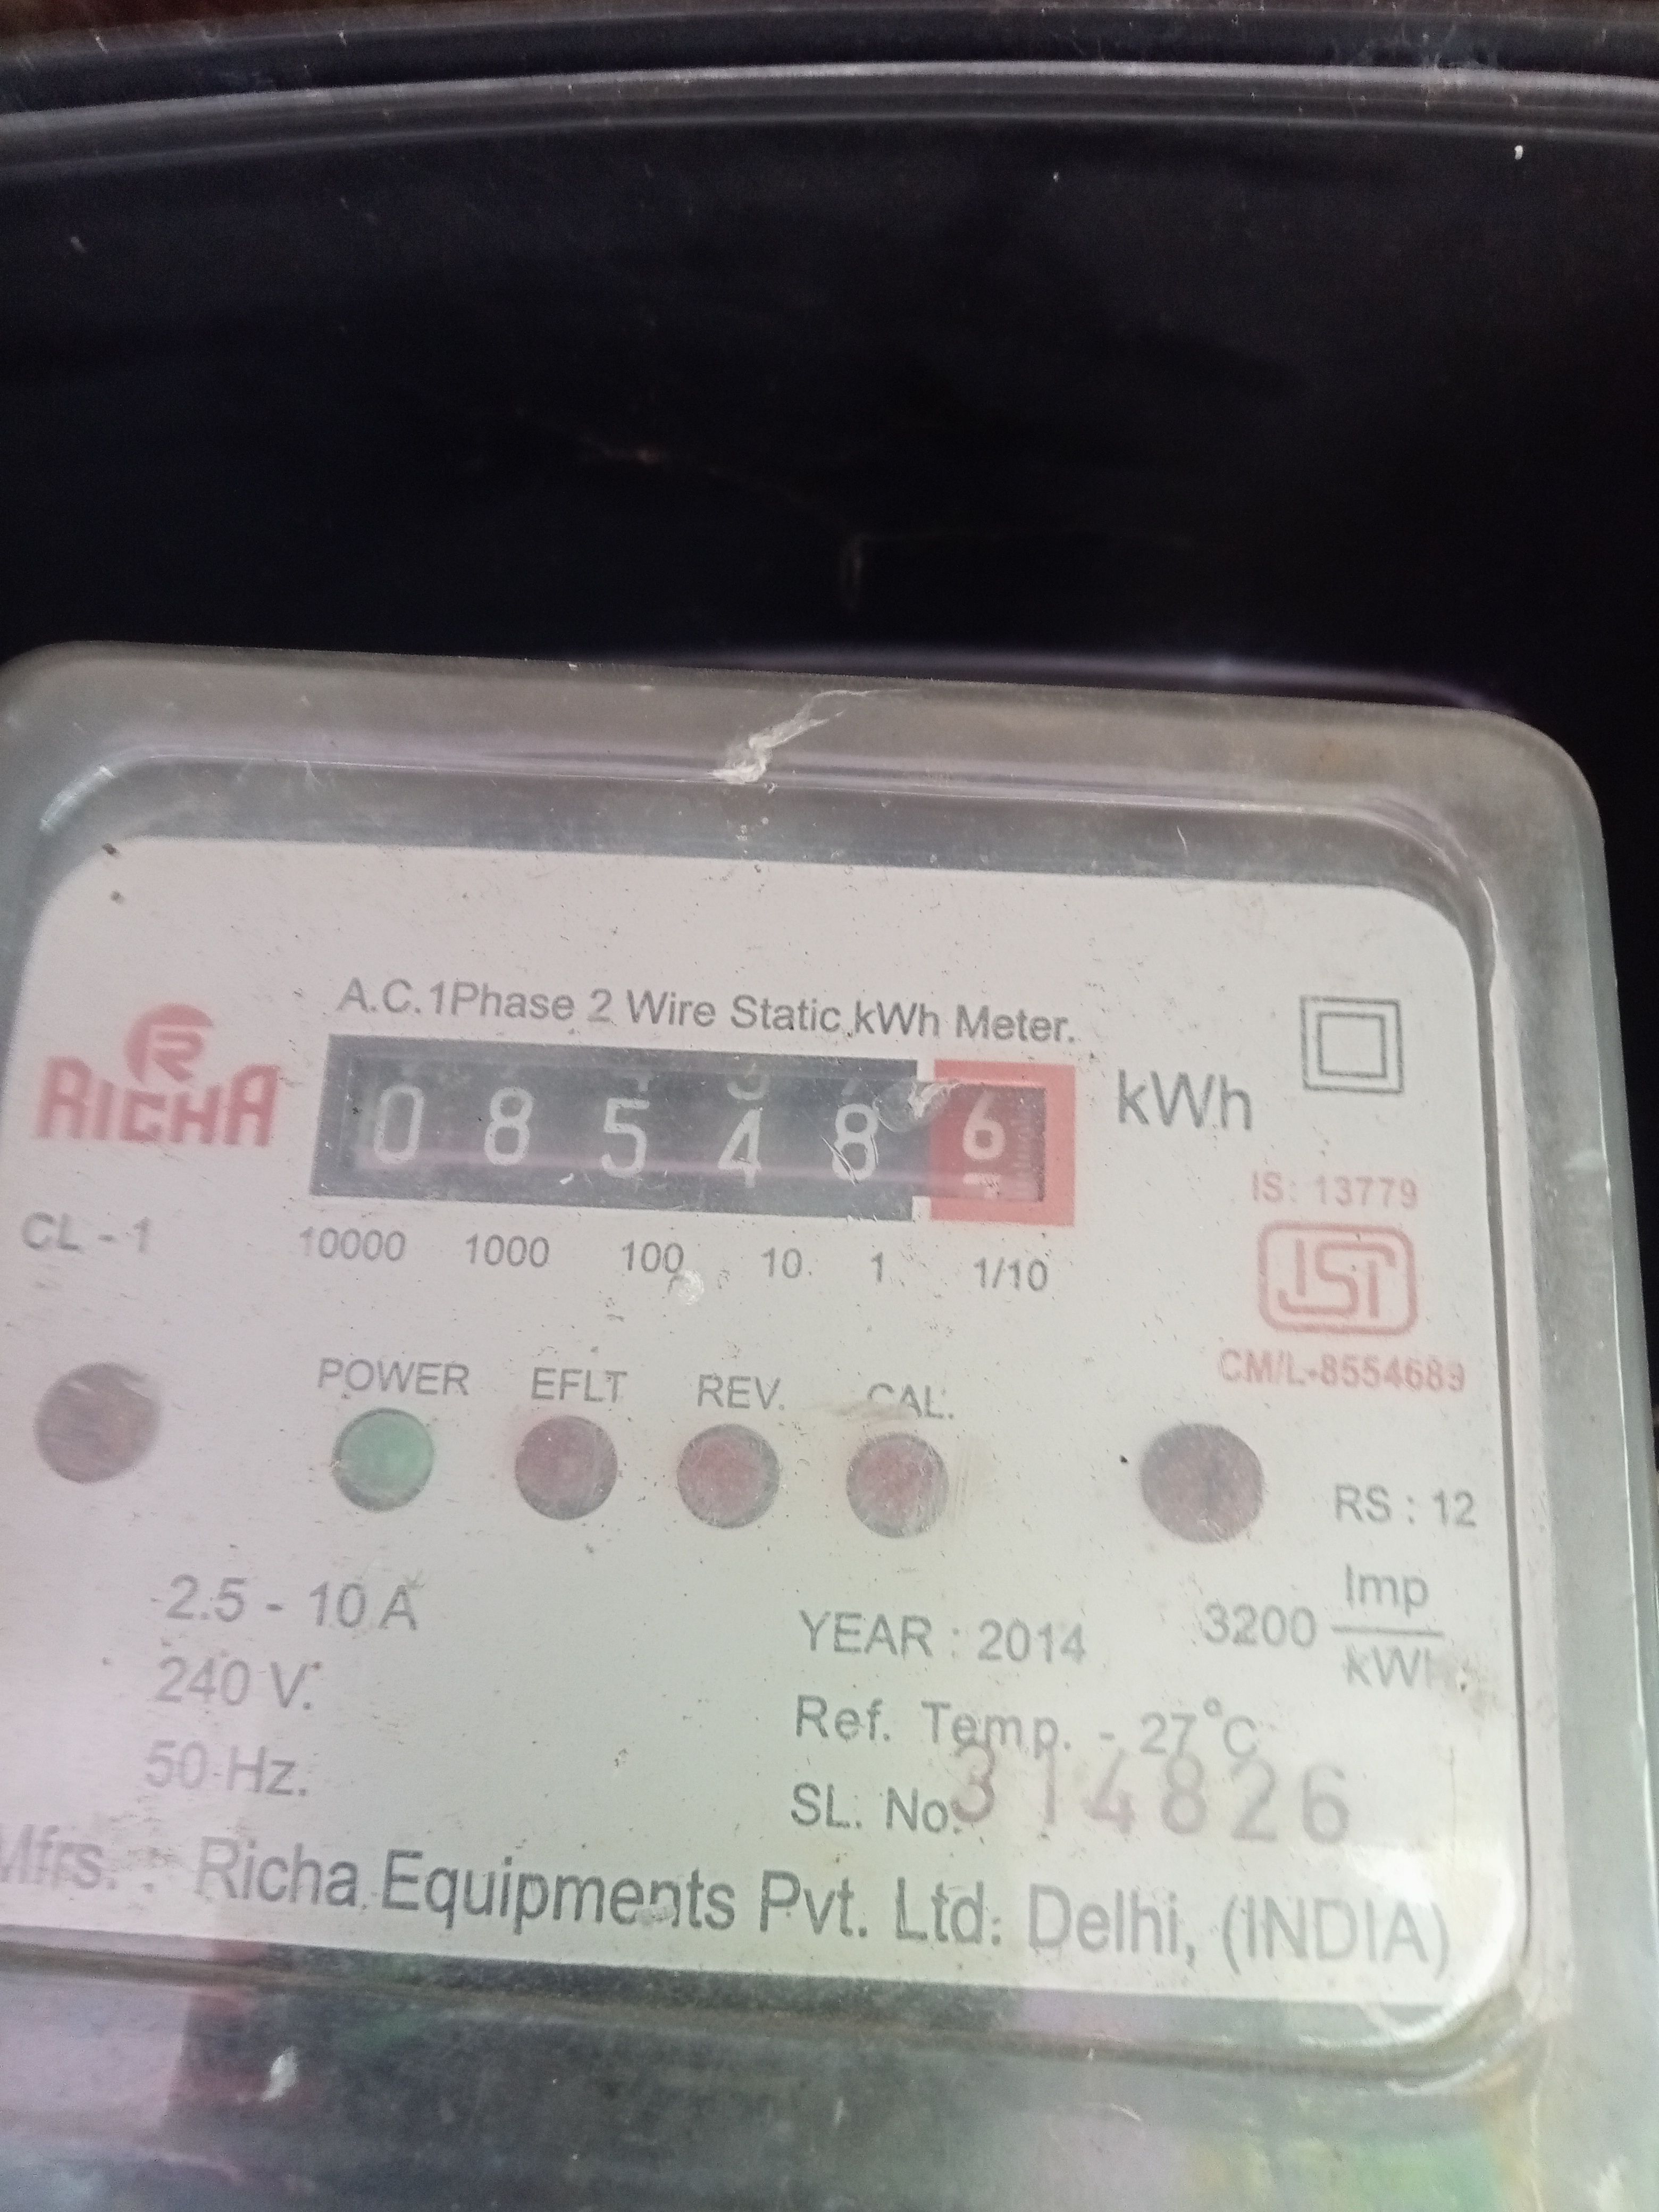 A.C.1Phase 2 Wire Static kWh Meter.
R
RICHA
0 8 5 4 8 6
kWh
IS: 13779
ISI
CM/L-8554689
CL - 1
10000 1000 100 10 1 1/10
POWER EFLT REV. CAL.
RS : 12
2.5 - 10 A
240 V.
50 Hz.
YEAR : 2014
3200 Imp
kWh
Ref. Temp. - 27°C
SL. No. 314826
Mfrs. : Richa Equipments Pvt. Ltd. Delhi, (INDIA)